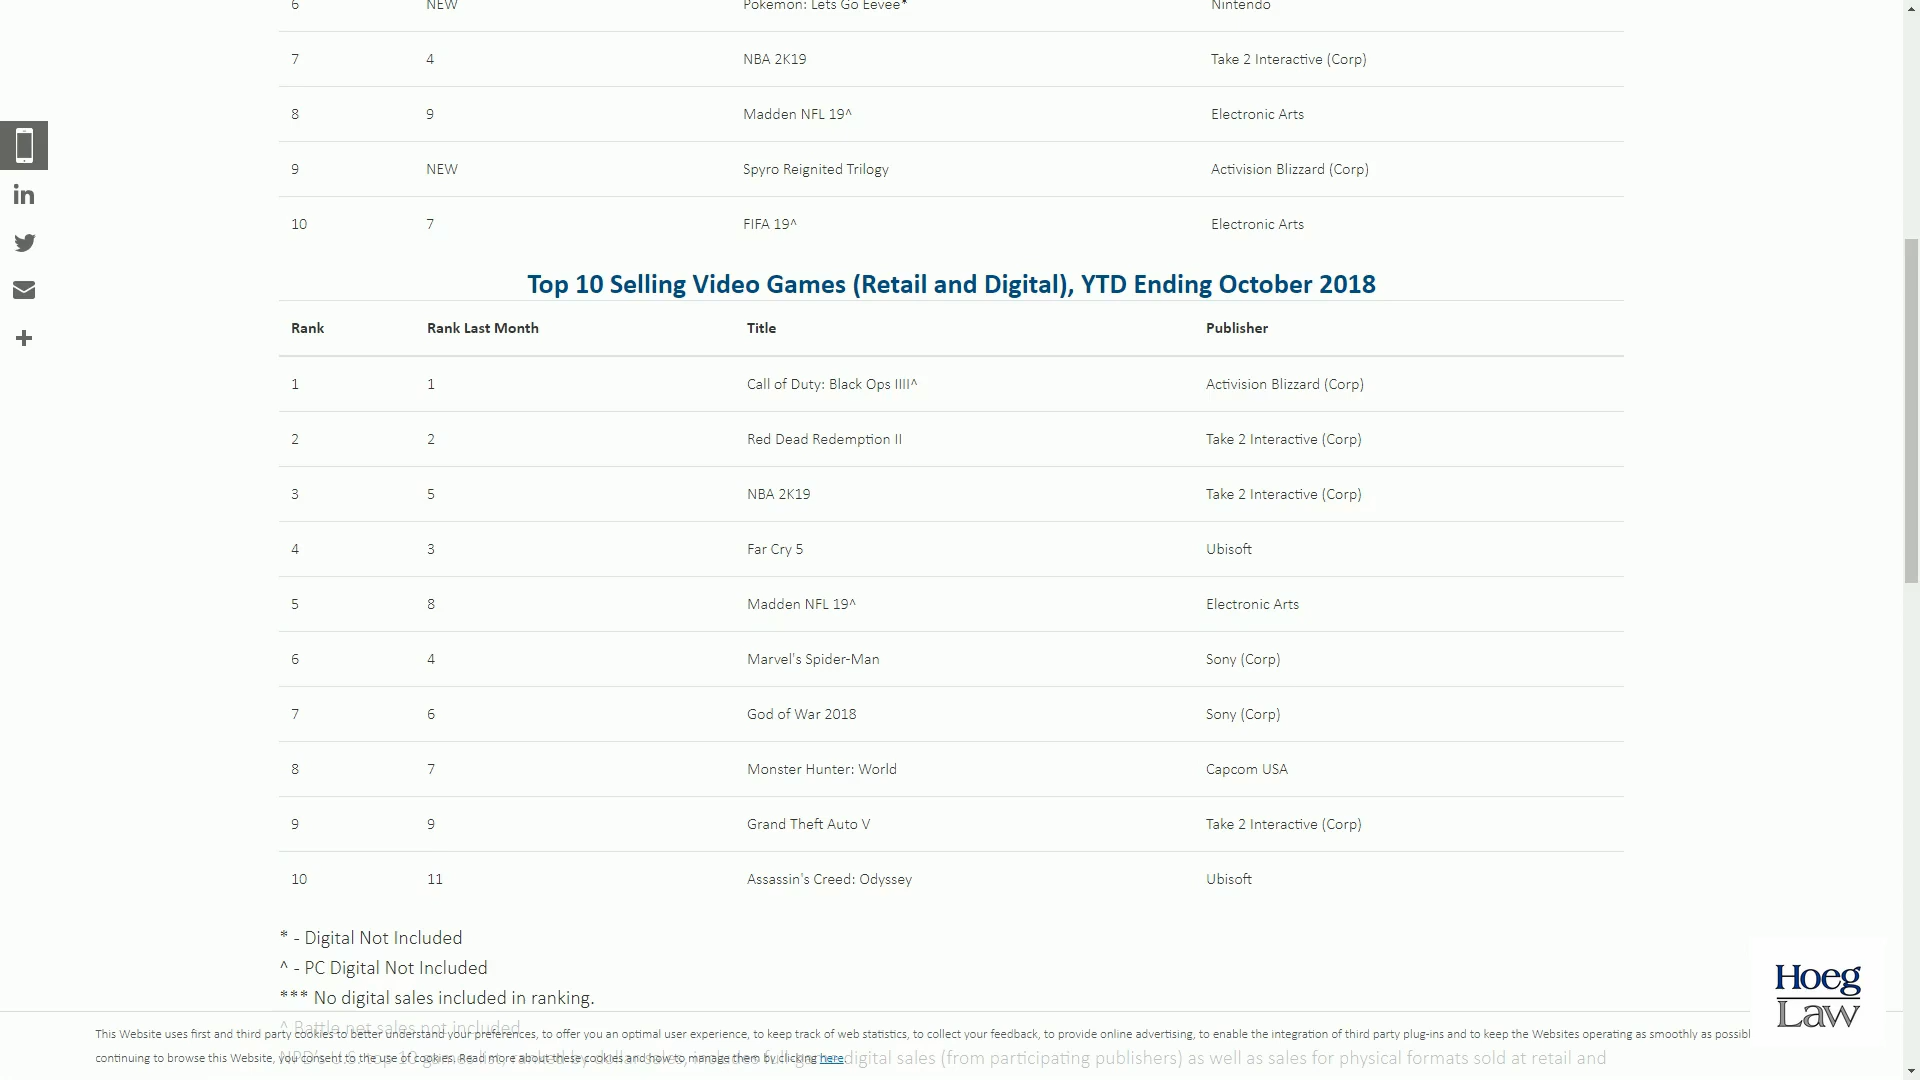 6 NEW Pokemon: Lets Go Eevee* Nintendo
7 4 NBA 2K19 Take 2 Interactive (Corp)
8 9 Madden NFL 19^ Electronic Arts
9 NEW Spyro Reignited Trilogy Activision Blizzard (Corp)
10 7 FIFA 19^ Electronic Arts
Top 10 Selling Video Games (Retail and Digital), YTD Ending October 2018
Rank Rank Last Month Title Publisher
1 1 Call of Duty: Black Ops IIII^ Activision Blizzard (Corp)
2 2 Red Dead Redemption II Take 2 Interactive (Corp)
3 5 NBA 2K19 Take 2 Interactive (Corp)
4 3 Far Cry 5 Ubisoft
5 8 Madden NFL 19^ Electronic Arts
6 4 Marvel's Spider-Man Sony (Corp)
7 6 God of War 2018 Sony (Corp)
8 7 Monster Hunter: World Capcom USA
9 9 Grand Theft Auto V Take 2 Interactive (Corp)
10 11 Assassin's Creed: Odyssey Ubisoft
* - Digital Not Included
^ - PC Digital Not Included
*** No digital sales included in ranking.
^ Battle net sales not included
This Website uses first and third party cookies to better understand your preferences, to offer you an optimal user experience, to keep track of web statistics, to collect your feedback, to provide online advertising, to enable the integration of third party plug-ins and to keep the Websites operating as smoothly as possibl
continuing to browse this Website, you consent to the use of cookies. Read more about these cookies and how to manage them by clicking here.
digital sales (from participating publishers) as well as sales for physical formats sold at retail and
in
Hoeg
Law